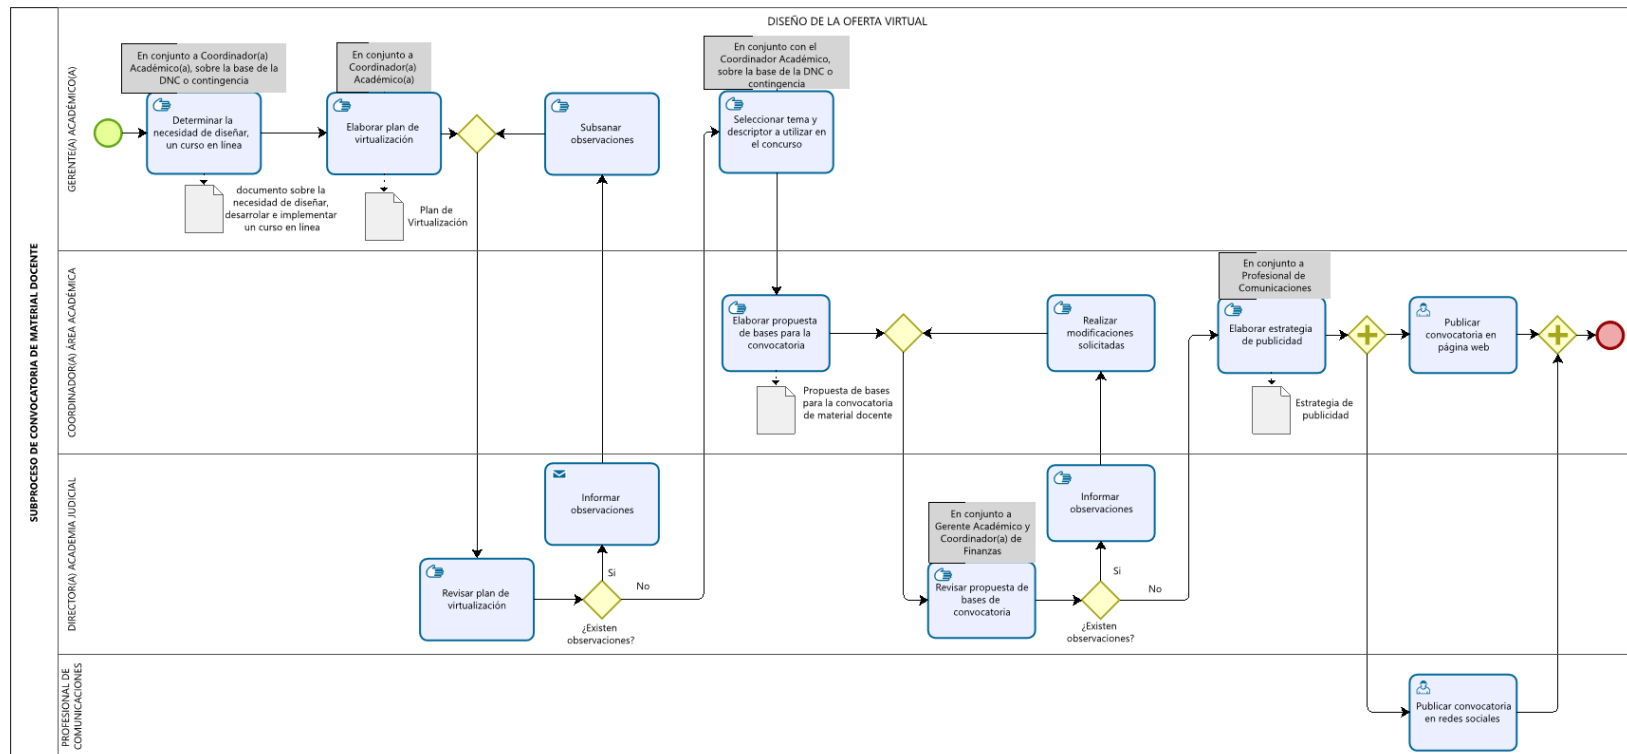 DISEÑO DE LA OFERTA VIRTUAL
SUBPROCESO DE CONVOCATORIA DE MATERIAL DOCENTE
GERENTE(A) ACADÉMICO(A)
En conjunto a Coordinador(a)
Académico(a), sobre la base de la
DNC o contingencia
Determinar la
necesidad de diseñar,
un curso en línea
documento sobre la
necesidad de diseñar,
desarrolar e implementar
un curso en línea
En conjunto a
Coordinador(a)
Académico(a)
Elaborar plan de
virtualización
Plan de
Virtualización
Subsanar
observaciones
En conjunto con el
Coordinador Académico,
sobre la base de la DNC o
contingencia
Seleccionar tema y
descriptor a utilizar en
el concurso
COORDINADOR(A) ÁREA ACADÉMICA
Elaborar propuesta
de bases para la
convocatoria
Propuesta de bases
para la convocatoria
de material docente
Realizar
modificaciones
solicitadas
En conjunto a
Profesional de
Comunicaciones
Elaborar estrategia
de publicidad
Estrategia de
publicidad
Publicar
convocatoria en
página web
DIRECTOR(A) ACADEMIA JUDICIAL
Revisar plan de
virtualización
Informar
observaciones
Si
No
¿Existen
observaciones?
En conjunto a
Gerente Académico y
Coordinador(a) de
Finanzas
Revisar propuesta de
bases de
convocatoria
Informar
observaciones
Si
No
¿Existen
observaciones?
PROFESIONAL DE
COMUNICACIONES
Publicar convocatoria
en redes sociales